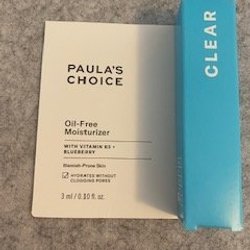 PAULA'S
CHOICE
Oil-Free
Moisturizer
WITH VITAMIN B3 +
BLUEBERRY
Blemish-Prone Skin
HYDRATES WITHOUT
CLOGGING PORES
3 ml / 0.10 fl. oz.
CLEAR